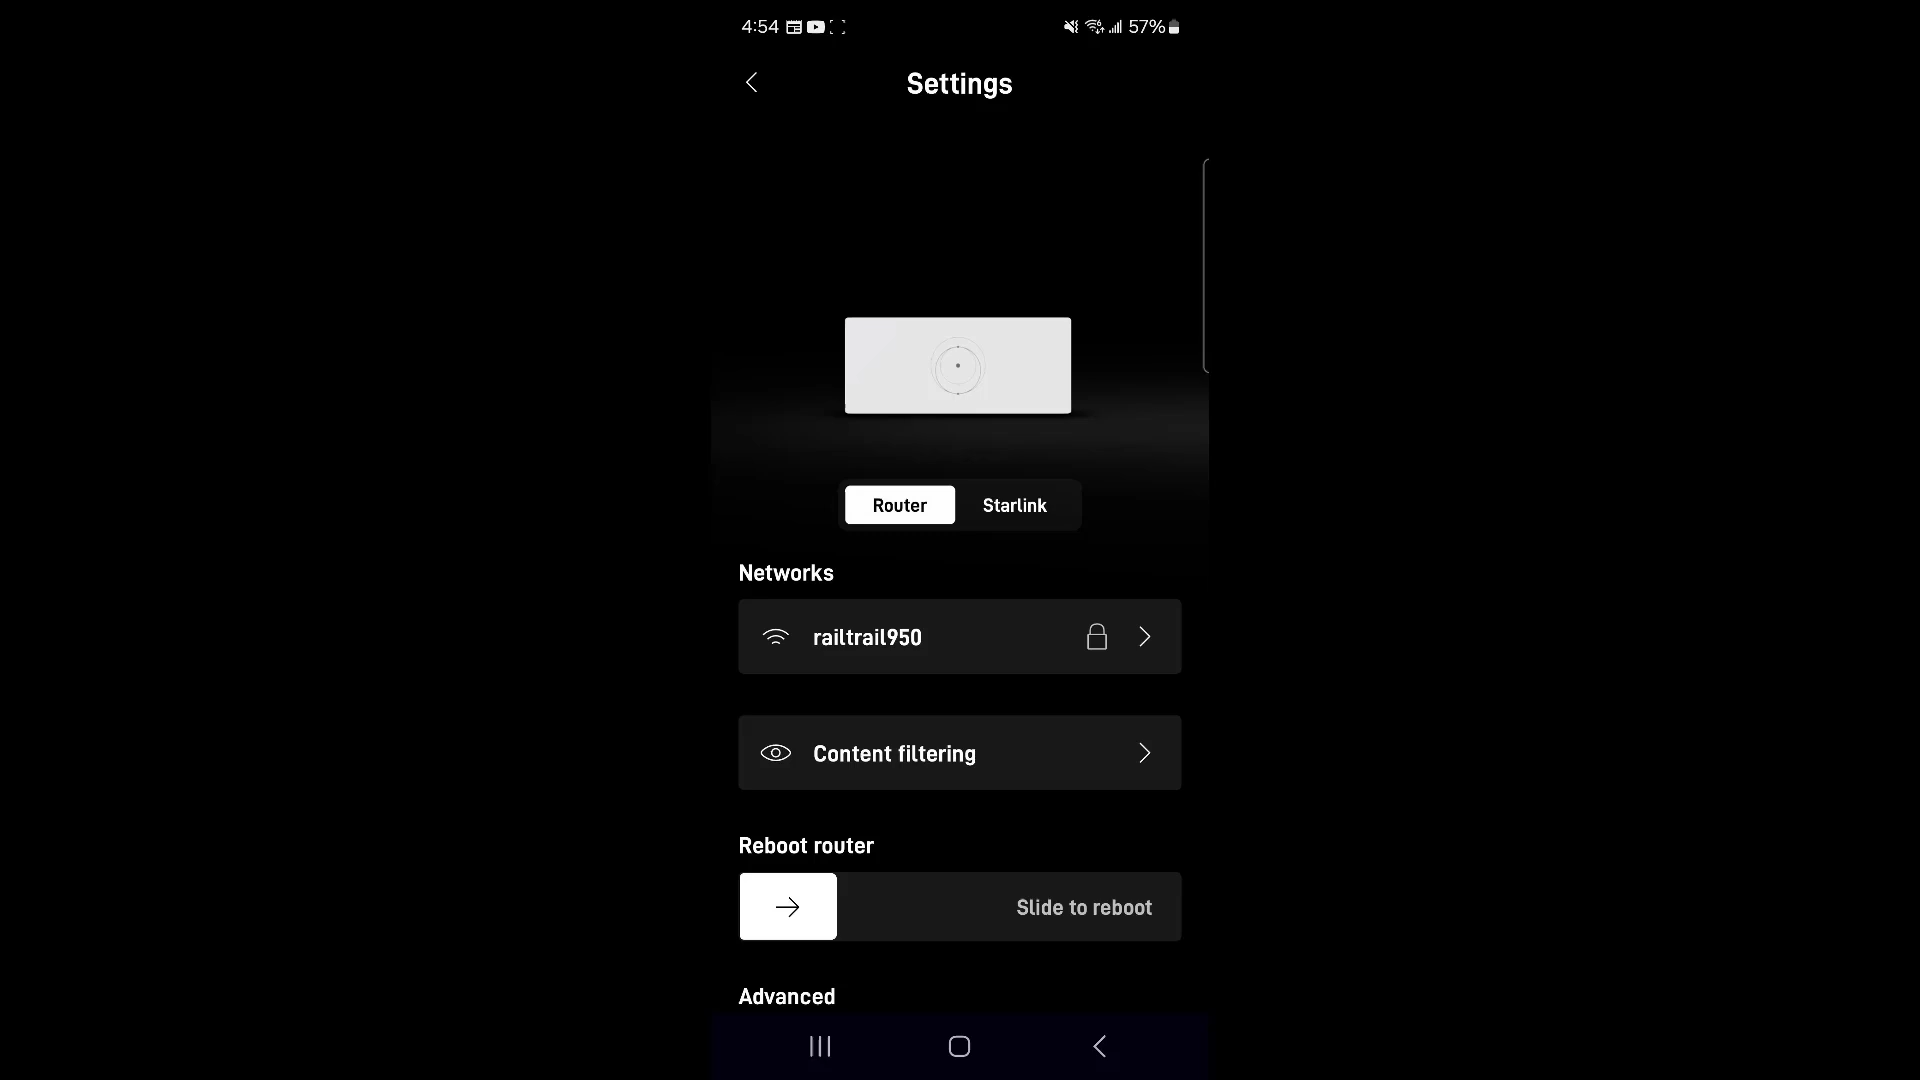 4:54 57%
Settings
Router Starlink
Networks
railtrail950
Content filtering
Reboot router
Slide to reboot
Advanced